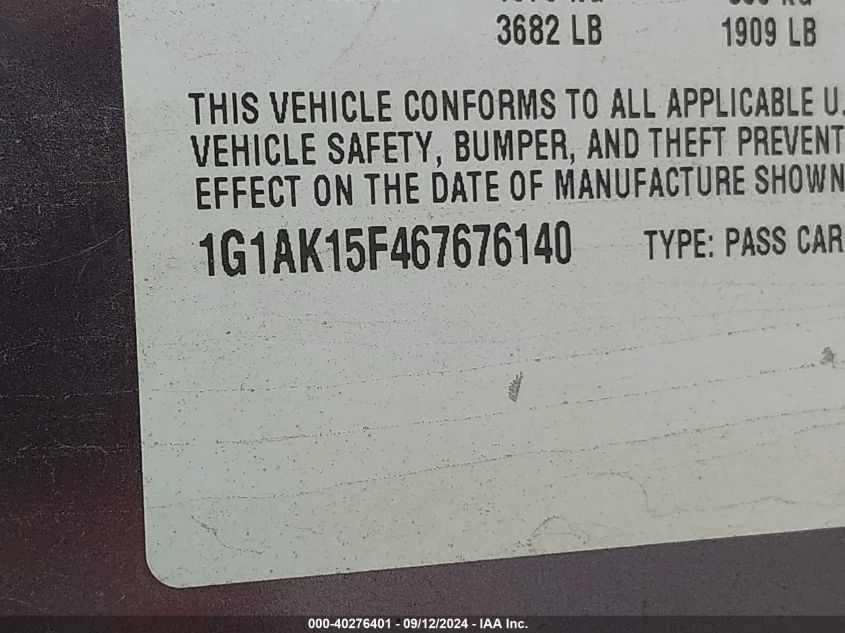 3682 LB 1909 LB
THIS VEHICLE CONFORMS TO ALL APPLICABLE U.
VEHICLE SAFETY, BUMPER, AND THEFT PREVENT
EFFECT ON THE DATE OF MANUFACTURE SHOWN
1G1AK15F467676140 TYPE: PASS CAR
000-40276401 - 09/12/2024 - IAA Inc.